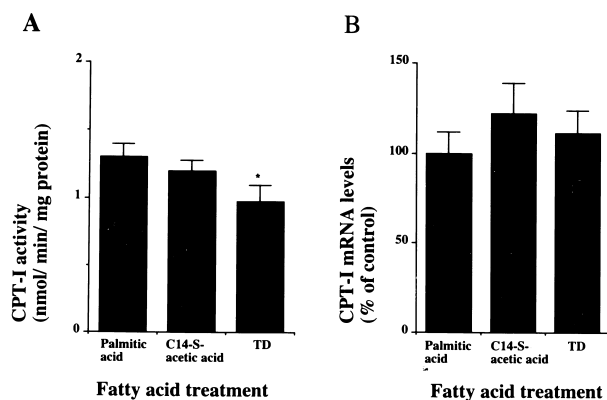 A
2
1
0
CPT-I activity
(nmol/ min/ mg protein)
*
Palmitic
acid
C14-S-
acetic acid
TD
Fatty acid treatment
B
150
100
50
0
CPT-I mRNA levels
(% of control)
Palmitic
acid
C14-S-
acetic acid
TD
Fatty acid treatment